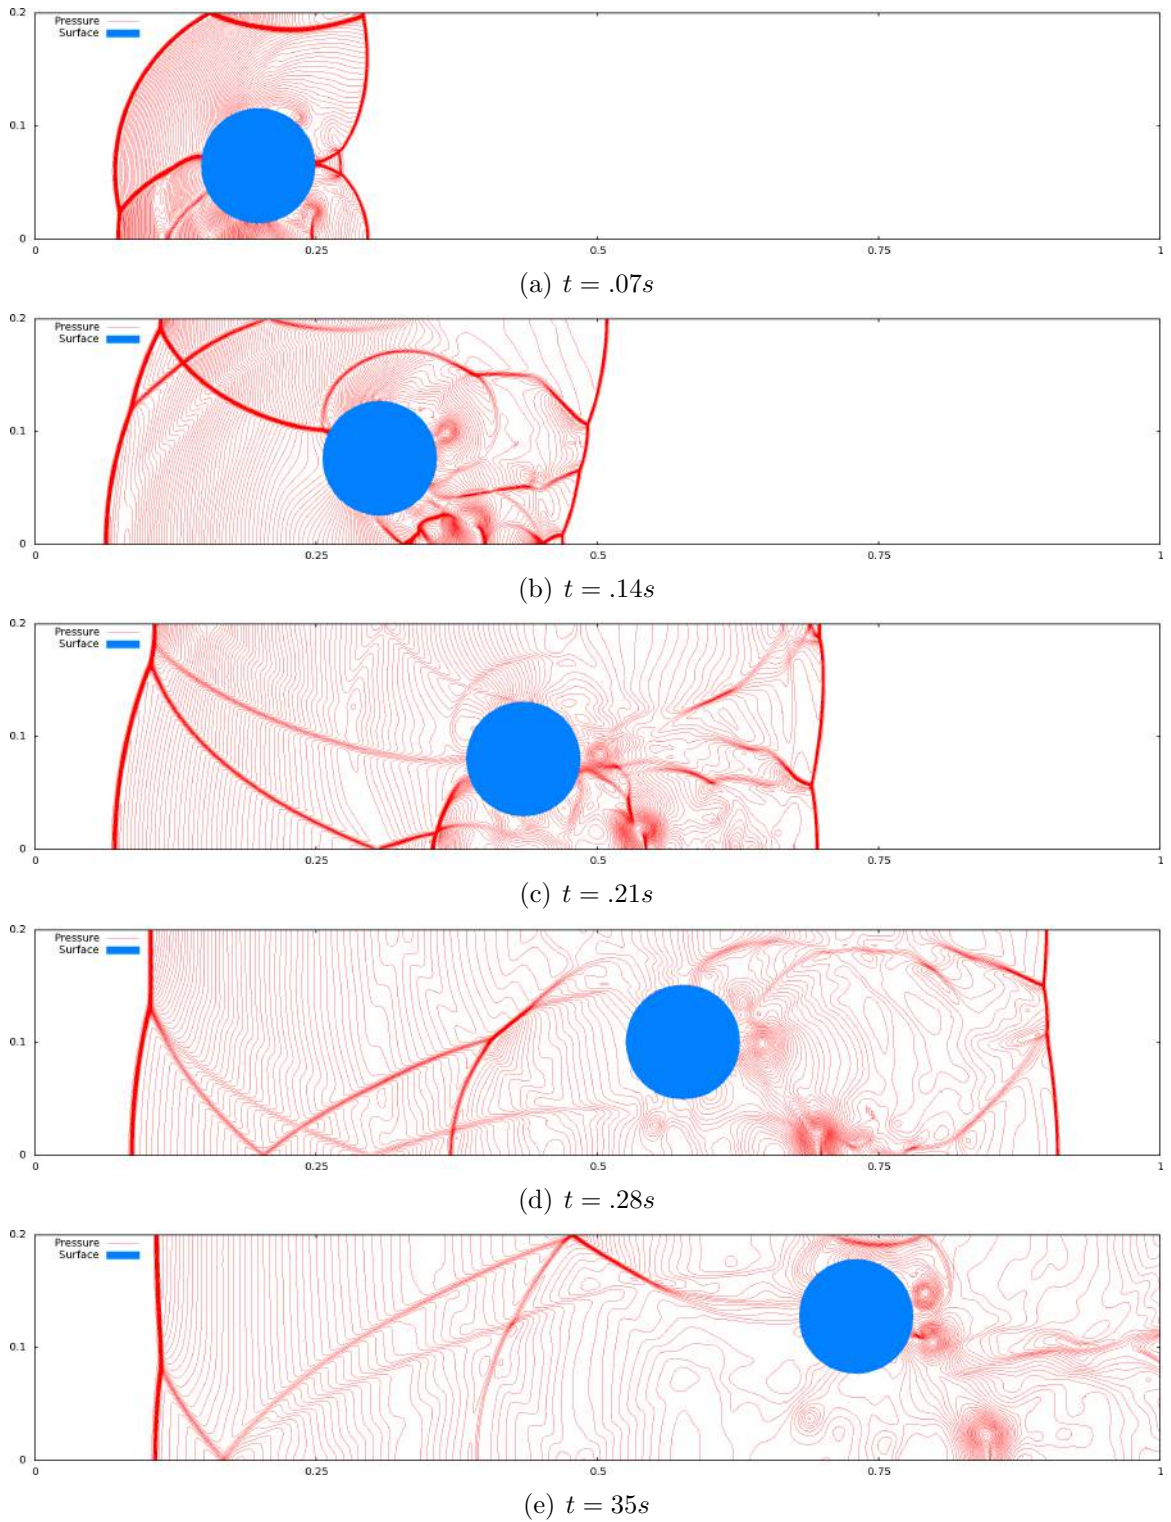 0.2
Pressure
Surface
0.1
0
0 0.25 0.5 0.75 1
(a) t = .07s
0.2
Pressure
Surface
0.1
0
0 0.25 0.5 0.75 1
(b) t = .14s
0.2
Pressure
Surface
0.1
0
0 0.25 0.5 0.75 1
(c) t = .21s
0.2
Pressure
Surface
0.1
0
0 0.25 0.5 0.75 1
(d) t = .28s
0.2
Pressure
Surface
0.1
0
0 0.25 0.5 0.75 1
(e) t = 35s